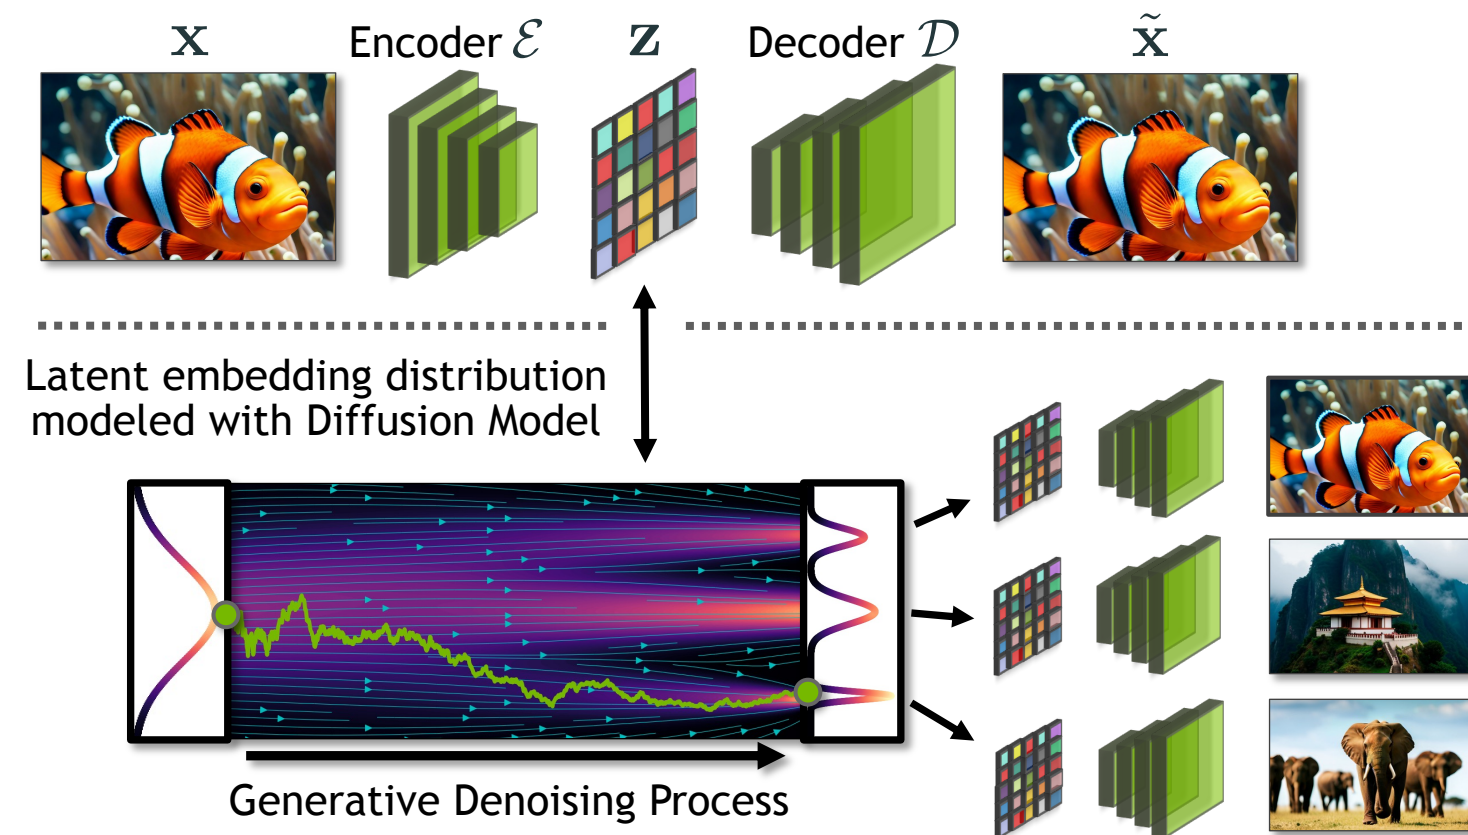 x Encoder ℰ z Decoder 𝒟 x̃
Latent embedding distribution
modeled with Diffusion Model
Generative Denoising Process